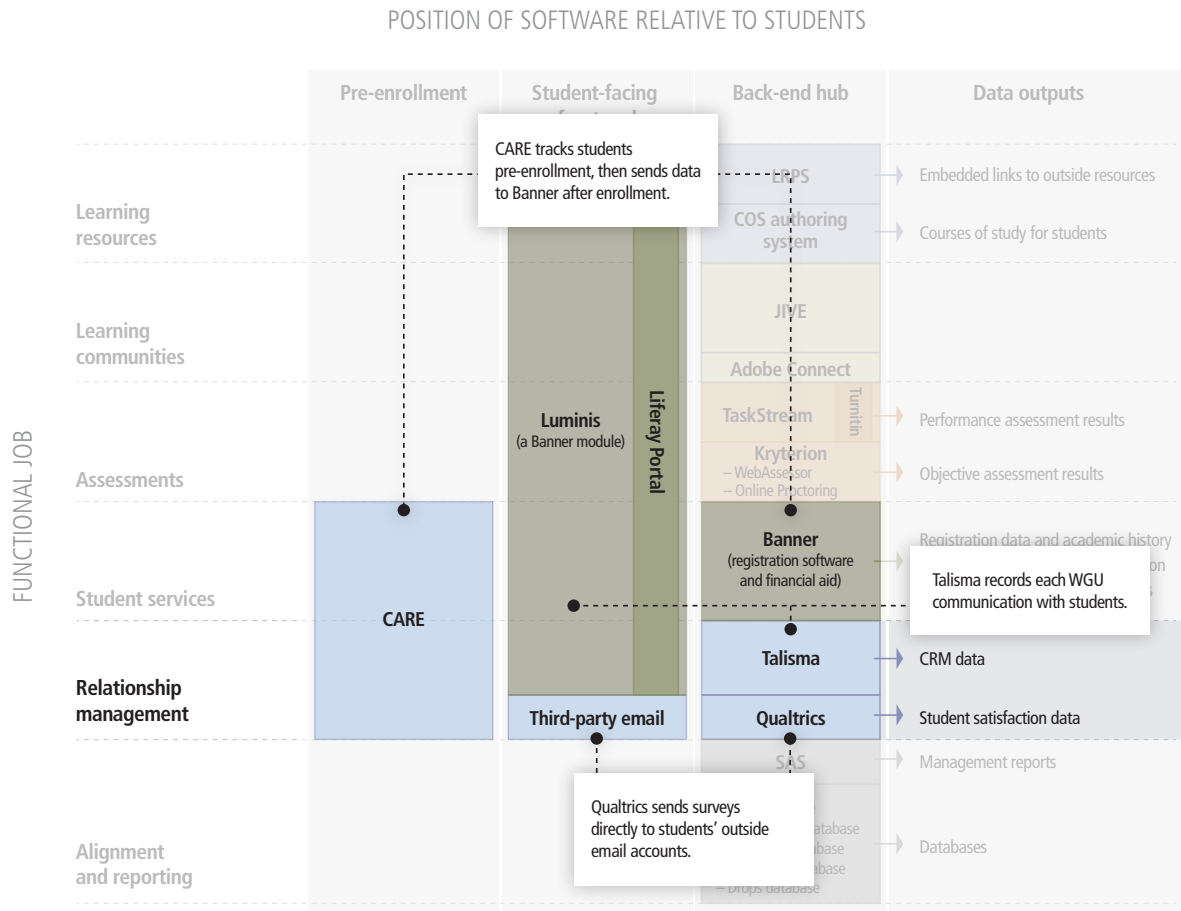 POSITION OF SOFTWARE RELATIVE TO STUDENTS
Pre-enrollment
Student-facing
Back-end hub
Data outputs
CARE tracks students
pre-enrollment, then sends data
to Banner after enrollment.
LRPS
Embedded links to outside resources
Learning
resources
COS authoring
system
Courses of study for students
JIVE
Learning
communities
Adobe Connect
FUNCTIONAL JOB
Luminis
(a Banner module)
Liferay Portal
TaskStream
Turnitin
Performance assessment results
Kryterion
– WebAssessor
– Online Proctoring
Objective assessment results
Assessments
Banner
(registration software
and financial aid)
Registration data and academic history
Talisma records each WGU
communication with students.
Student services
CARE
Talisma
CRM data
Relationship
management
Third-party email
Qualtrics
Student satisfaction data
SAS
Management reports
Qualtrics sends surveys
directly to students’ outside
email accounts.
Alignment
and reporting
– Drops database
Databases